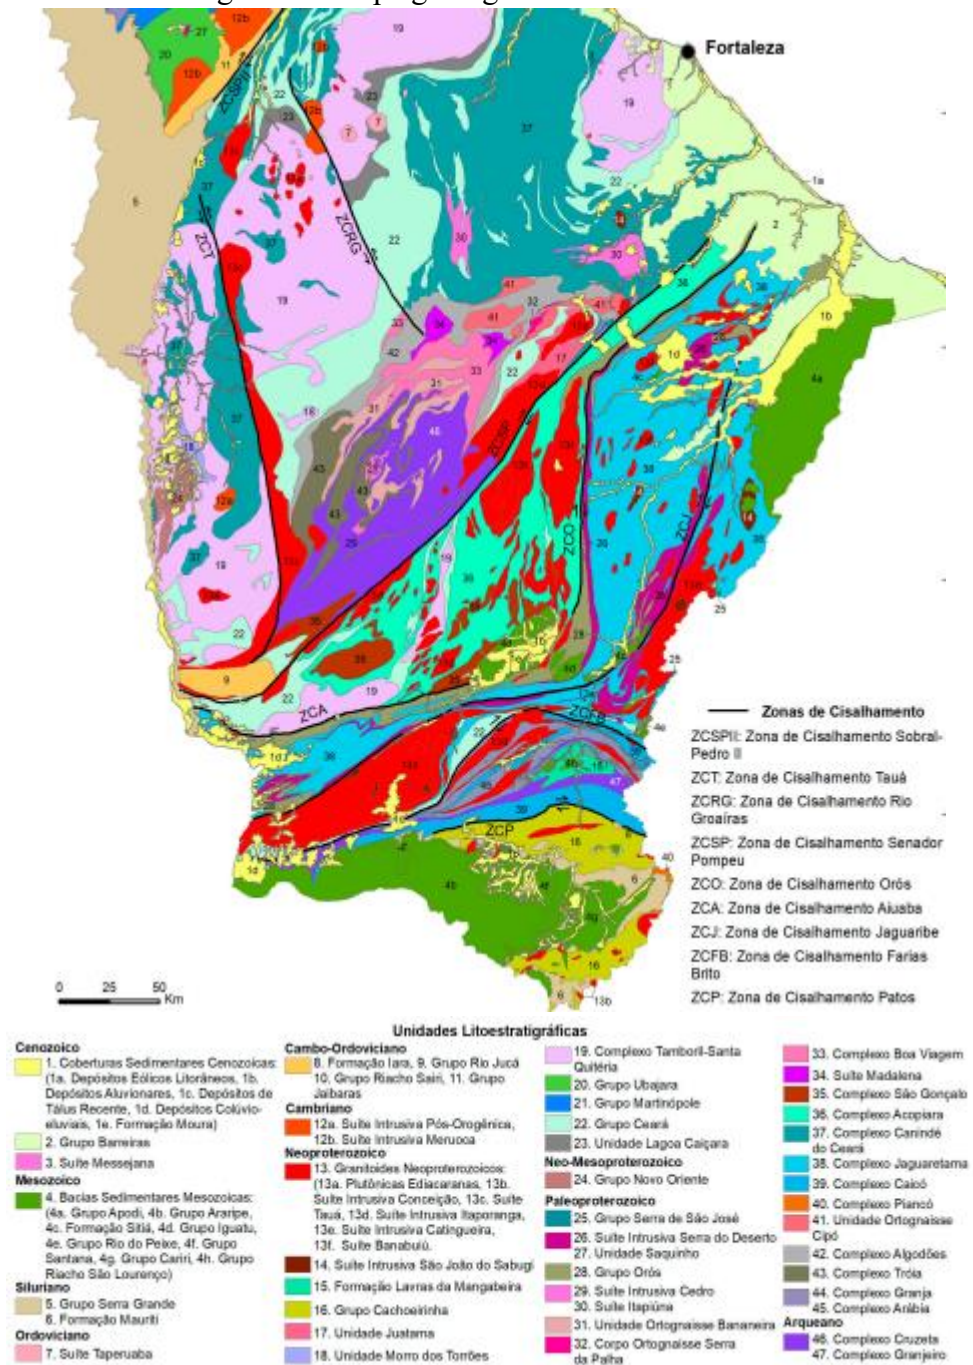 Fortaleza
ZCSPII
ZCT
ZCRG
ZCSP
ZCO
ZCJ
ZCA
ZCFB
ZCP
Zonas de Cisalhamento
ZCSPII: Zona de Cisalhamento Sobral-
Pedro II
ZCT: Zona de Cisalhamento Tauá
ZCRG: Zona de Cisalhamento Rio
Groaíras
ZCSP: Zona de Cisalhamento Senador
Pompeu
ZCO: Zona de Cisalhamento Orós
ZCA: Zona de Cisalhamento Aiuaba
ZCJ: Zona de Cisalhamento Jaguaribe
ZCFB: Zona de Cisalhamento Farias
Brito
ZCP: Zona de Cisalhamento Patos
0 25 50
Km
Unidades Litoestratigráficas
Cenozoico
1. Coberturas Sedimentares Cenozoicas:
(1a. Depósitos Eólicos Litorâneos, 1b.
Depósitos Aluvionares, 1c. Depósitos de
Tálus Recente, 1d. Depósitos Colúvio-
eluviais, 1e. Formação Moura)
2. Grupo Barreiras
3. Suíte Messejana
Mesozoico
4. Bacias Sedimentares Mesozoicas:
(4a. Grupo Apodi, 4b. Grupo Araripe,
4c. Formação Sitiá, 4d. Grupo Iguatu,
4e. Grupo Rio do Peixe, 4f. Grupo
Santana, 4g. Grupo Cariri, 4h. Grupo
Riacho São Lourenço)
Siluriano
5. Grupo Serra Grande
6. Formação Mauriti
Ordoviciano
7. Suíte Taperuaba
Cambo-Ordoviciano
8. Formação Iara, 9. Grupo Rio Jucá
10. Grupo Riacho Sairi, 11. Grupo
Jaibaras
Cambriano
12a. Suíte Intrusiva Pós-Orogênica,
12b. Suíte Intrusiva Meruoca
Neoproterozoico
13. Granitoides Neoproterozoicos:
(13a. Plutônicas Ediacaranas, 13b.
Suíte Intrusiva Conceição, 13c. Suíte
Tauá, 13d. Suíte Intrusiva Itaporanga,
13e. Suíte Intrusiva Catingueira,
13f. Suíte Banabuiú.
14. Suíte Intrusiva São João do Sabugi
15. Formação Lavras da Mangabeira
16. Grupo Cachoeirinha
17. Unidade Juatama
18. Unidade Morro dos Torrões
19. Complexo Tamboril-Santa
Quitéria
20. Grupo Ubajara
21. Grupo Martinópole
22. Grupo Ceará
23. Unidade Lagoa Caiçara
Neo-Mesoproterozoico
24. Grupo Novo Oriente
Paleoproterozoico
25. Grupo Serra de São José
26. Suíte Intrusiva Serra do Deserto
27. Unidade Saquinho
28. Grupo Orós
29. Suíte Intrusiva Cedro
30. Suíte Itapiúna
31. Unidade Ortognaisse Bananeira
32. Corpo Ortognaisse Serra
da Palha
33. Complexo Boa Viagem
34. Suíte Madalena
35. Complexo São Gonçalo
36. Complexo Acopiara
37. Complexo Canindé
do Ceará
38. Complexo Jaguaretama
39. Complexo Caicó
40. Complexo Piancó
41. Unidade Ortognaisse
Cipó
42. Complexo Algodões
43. Complexo Tróia
44. Complexo Granja
45. Complexo Arábia
Arqueano
46. Complexo Cruzeta
47. Complexo Granjeiro